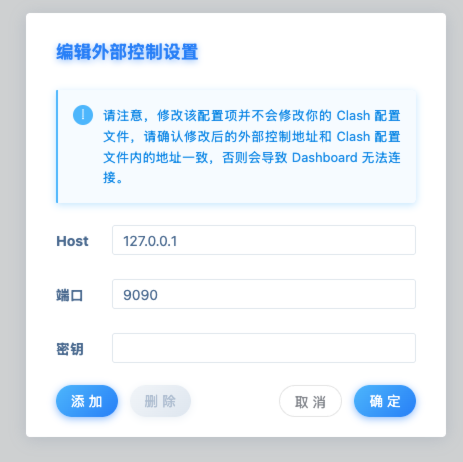 编辑外部控制设置
请注意，修改该配置项并不会修改你的 Clash 配置
文件，请确认修改后的外部控制地址和 Clash 配置
文件内的地址一致，否则会导致 Dashboard 无法连
接。
Host 127.0.0.1
端口 9090
密钥
添 加 删 除 取 消 确 定